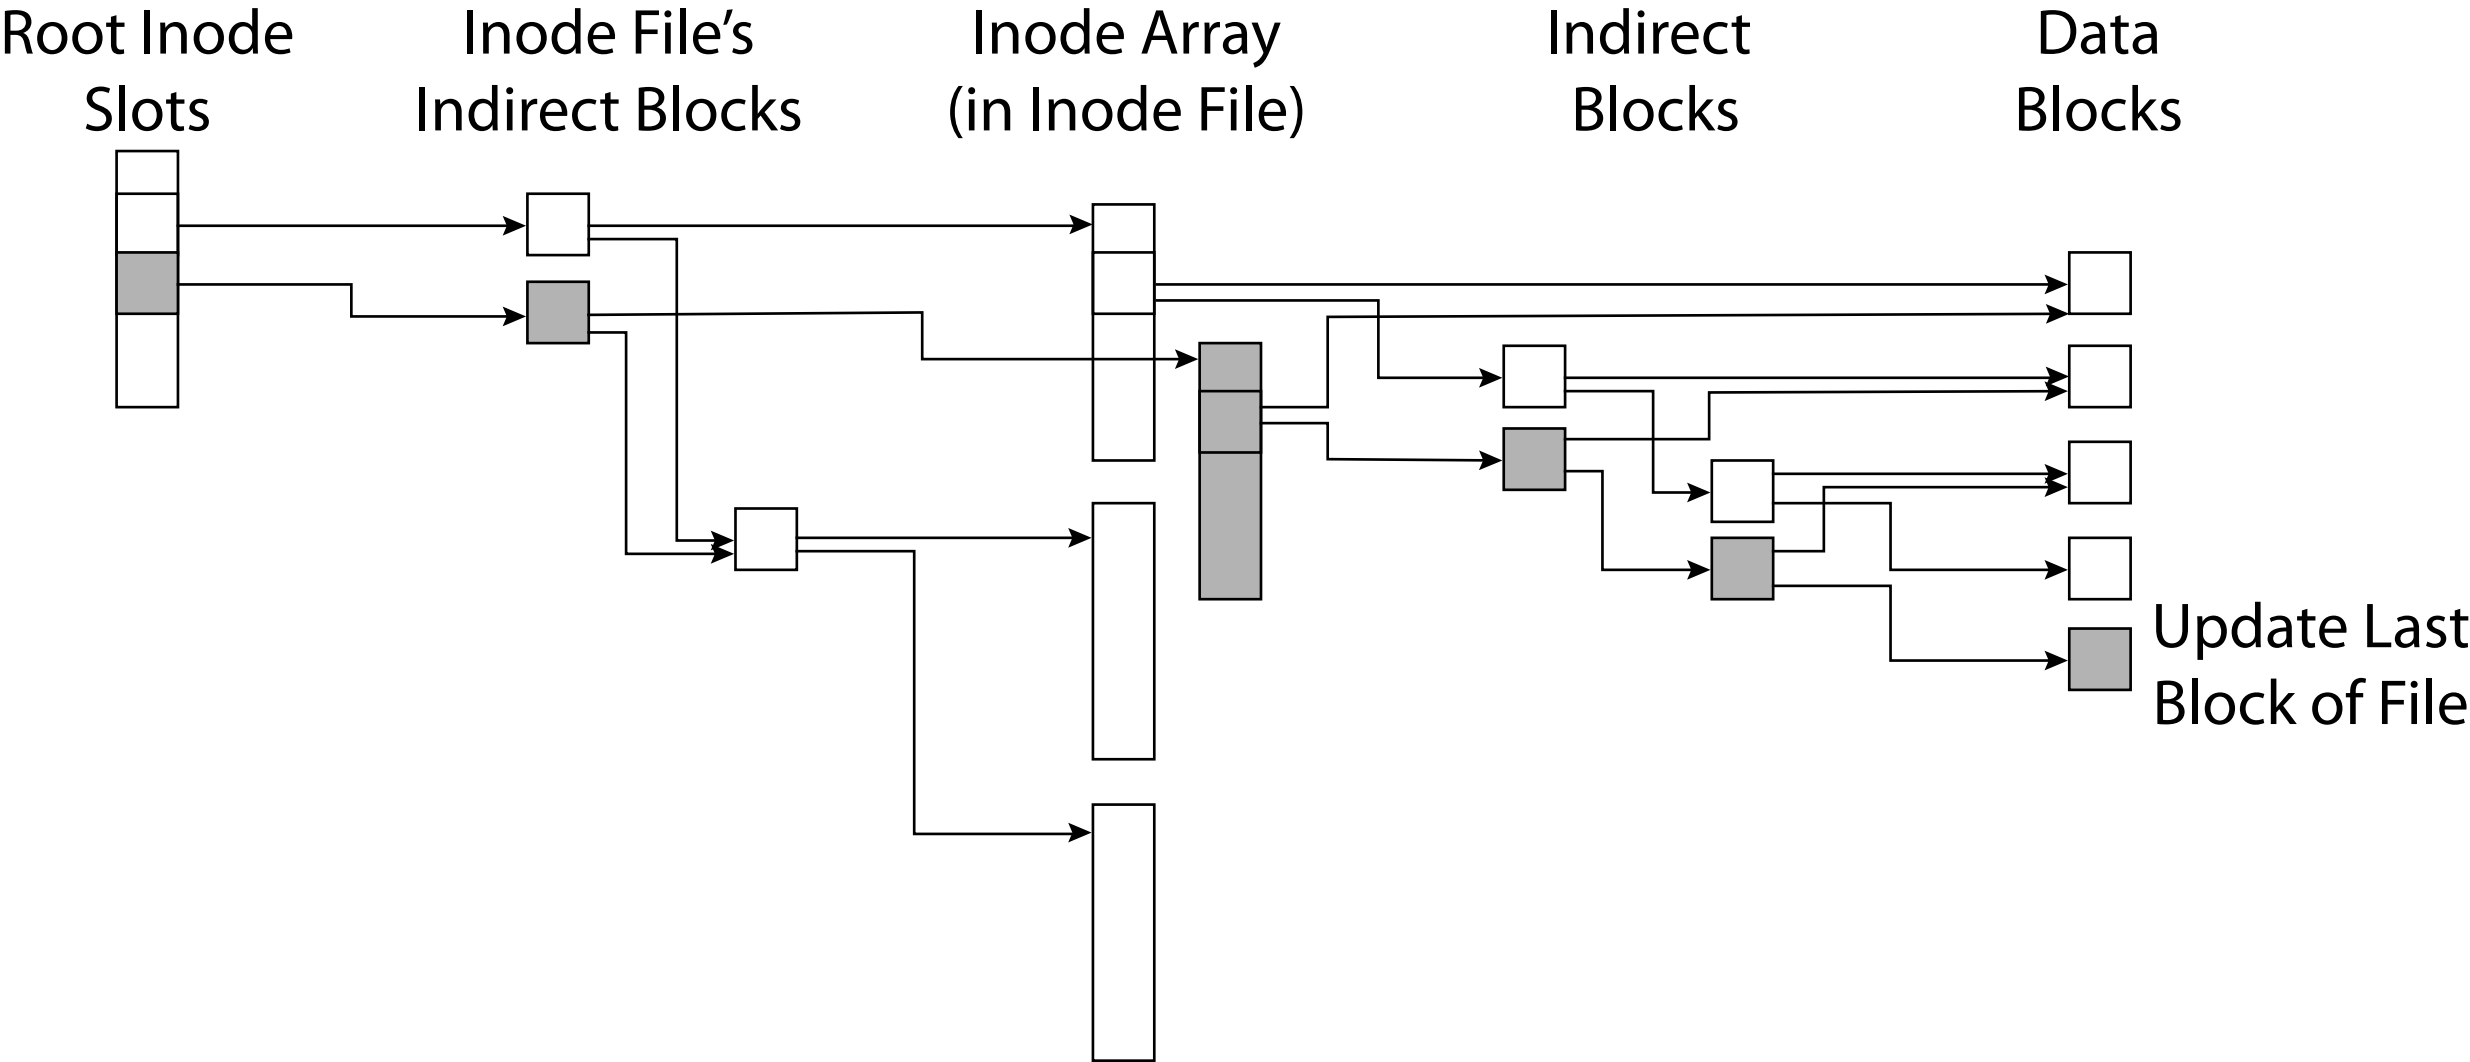 Root Inode
Slots
Inode File’s
Indirect Blocks
Inode Array
(in Inode File)
Indirect
Blocks
Data
Blocks
Update Last
Block of File